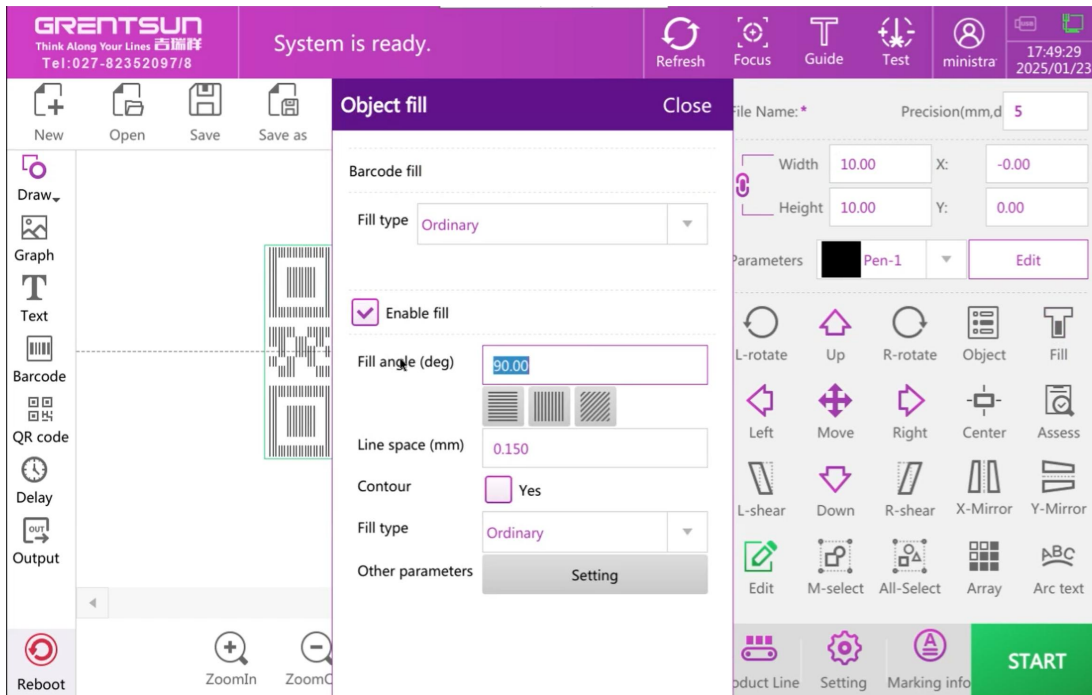 GRENTSUN
Think Along Your Lines 吉瑞祥
Tel:027-82352097/8
System is ready.
Refresh
Focus
Guide
Test
ministra
17:49:29
2025/01/23
New
Open
Save
Save as
Object fill
Close
File Name:*
Precision(mm,d
5
Draw
Graph
Text
Barcode
QR code
Delay
Output
Barcode fill
Fill type
Ordinary
Enable fill
Fill angle (deg)
90.00
Line space (mm)
0.150
Contour
Yes
Fill type
Ordinary
Other parameters
Setting
Width
10.00
X:
-0.00
Height
10.00
Y:
0.00
Parameters
Pen-1
Edit
L-rotate
Up
R-rotate
Object
Fill
Left
Move
Right
Center
Assess
L-shear
Down
R-shear
X-Mirror
Y-Mirror
Edit
M-select
All-Select
Array
ABC
Arc text
OUT
Reboot
ZoomIn
ZoomO
oduct Line
Setting
A
Marking info
START